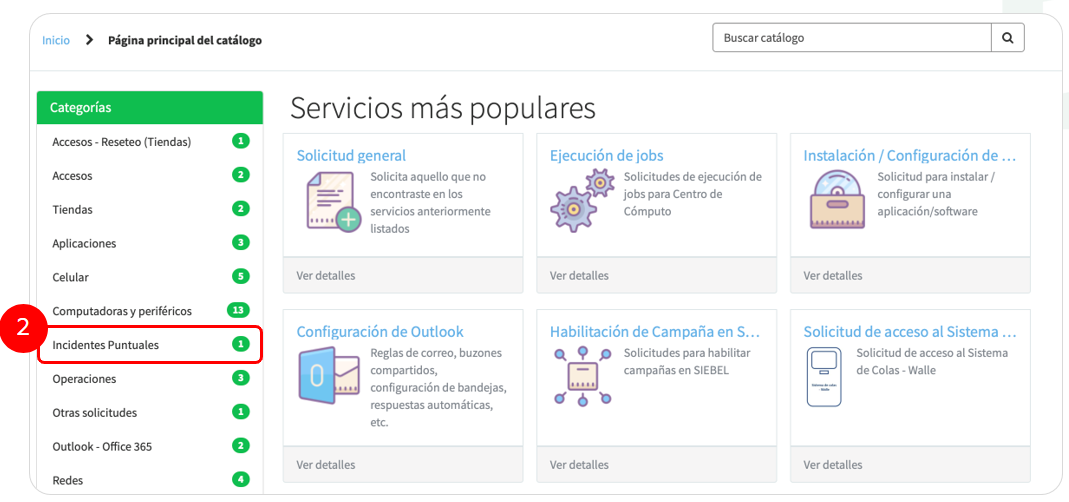 Inicio > Página principal del catálogo
Buscar catálogo
Categorías
Accesos - Reseteo (Tiendas) 1
Accesos 2
Tiendas 2
Aplicaciones 3
Celular 5
Computadoras y periféricos 13
2
Incidentes Puntuales 1
Operaciones 3
Otras solicitudes 1
Outlook - Office 365 2
Redes 4
Servicios más populares
Solicitud general
Solicita aquello que no
encontraste en los
servicios anteriormente
listados
Ver detalles
Ejecución de jobs
Solicitudes de ejecución de
jobs para Centro de
Cómputo
Ver detalles
Instalación / Configuración de ...
Solicitud para instalar /
configurar una
aplicación/software
Ver detalles
Configuración de Outlook
Reglas de correo, buzones
compartidos,
configuración de bandejas,
respuestas automáticas,
etc.
Ver detalles
Habilitación de Campaña en S...
Solicitudes para habilitar
campañas en SIEBEL
Ver detalles
Solicitud de acceso al Sistema ...
Sistema de colas
- Walle
Solicitud de acceso al Sistema
de Colas - Walle
Ver detalles